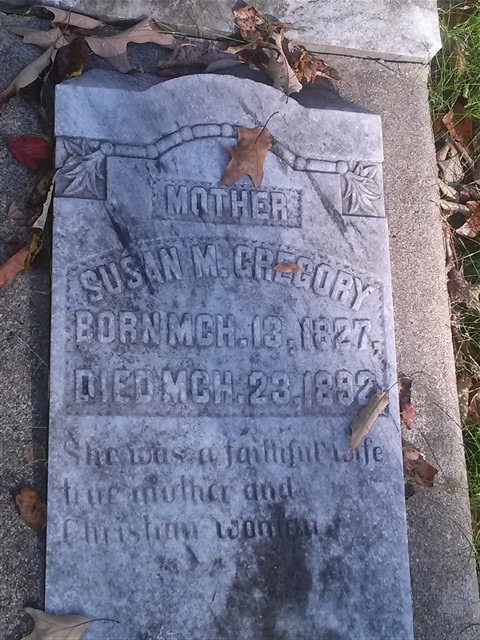 MOTHER
SUSAN M. GREGORY
BORN MCH. 13, 1827.
DIED MCH. 23. 1892
She was a faithful wife
true mother and
Christian woman.